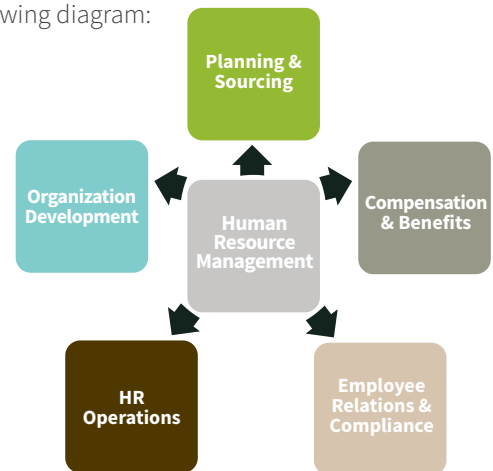 wing diagram:
Planning &
Sourcing
Organization
Development
Human
Resource
Management
Compensation
& Benefits
HR
Operations
Employee
Relations &
Compliance